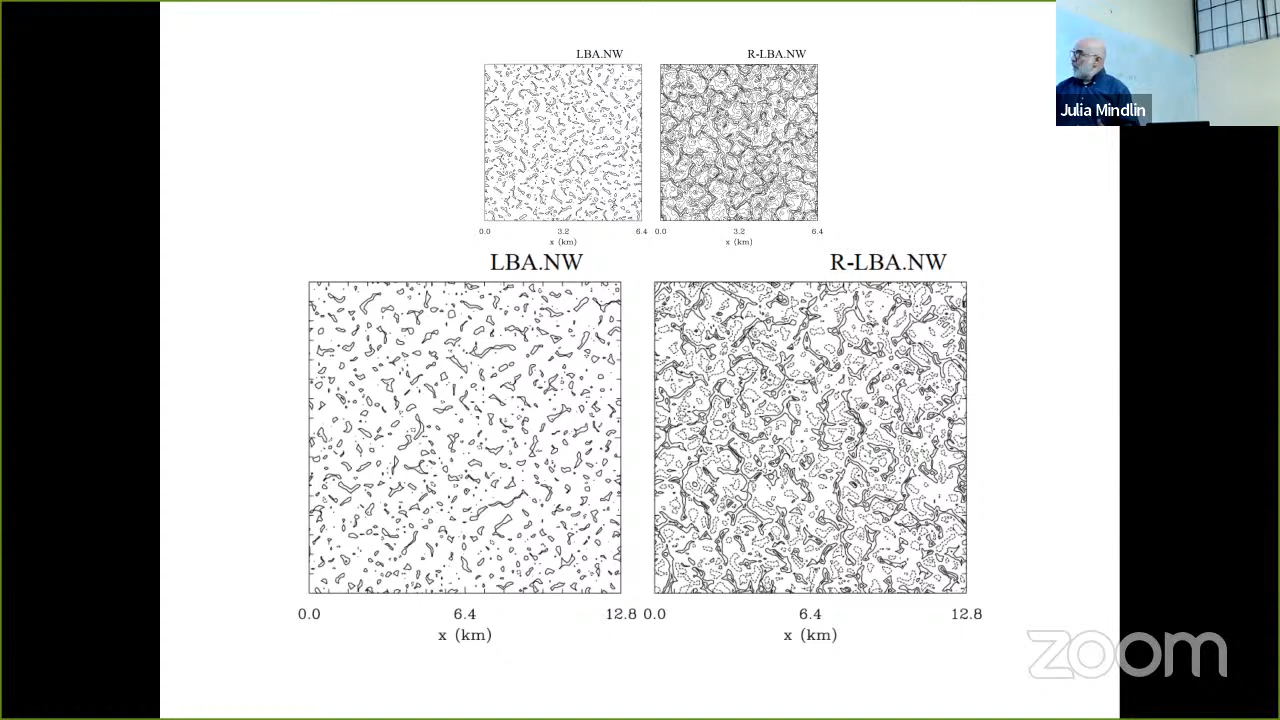 LBA.NW R-LBA.NW
0.0 3.2 6.4 0.0 3.2 6.4
x (km) x (km)
LBA.NW R-LBA.NW
0.0 6.4 12.8 0.0 6.4 12.8
x (km) x (km)
Julia Mindlin
zoom